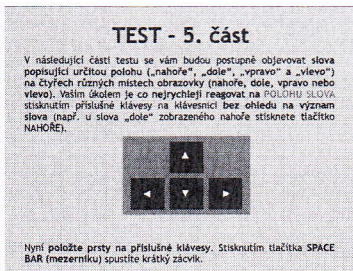 TEST - 5. část
V následující části testu se vám budou postupně objevovat slova
popisující určitou polohu („nahoře", „dole", „vpravo" a „vlevo")
na čtyřech různých místech obrazovky (nahoře, dole, vpravo nebo
vlevo). Vaším úkolem je co nejrychleji reagovat na POLOHU SLOVA
stisknutím příslušné klávesy na klávesnici bez ohledu na význam
slova (např. u slova „dole" zobrazeného nahoře stisknete tlačítko
NAHOŘE).
Nyní položte prsty na příslušné klávesy. Stisknutím tlačítka SPACE
BAR (mezerníku) spustíte krátký zácvik.